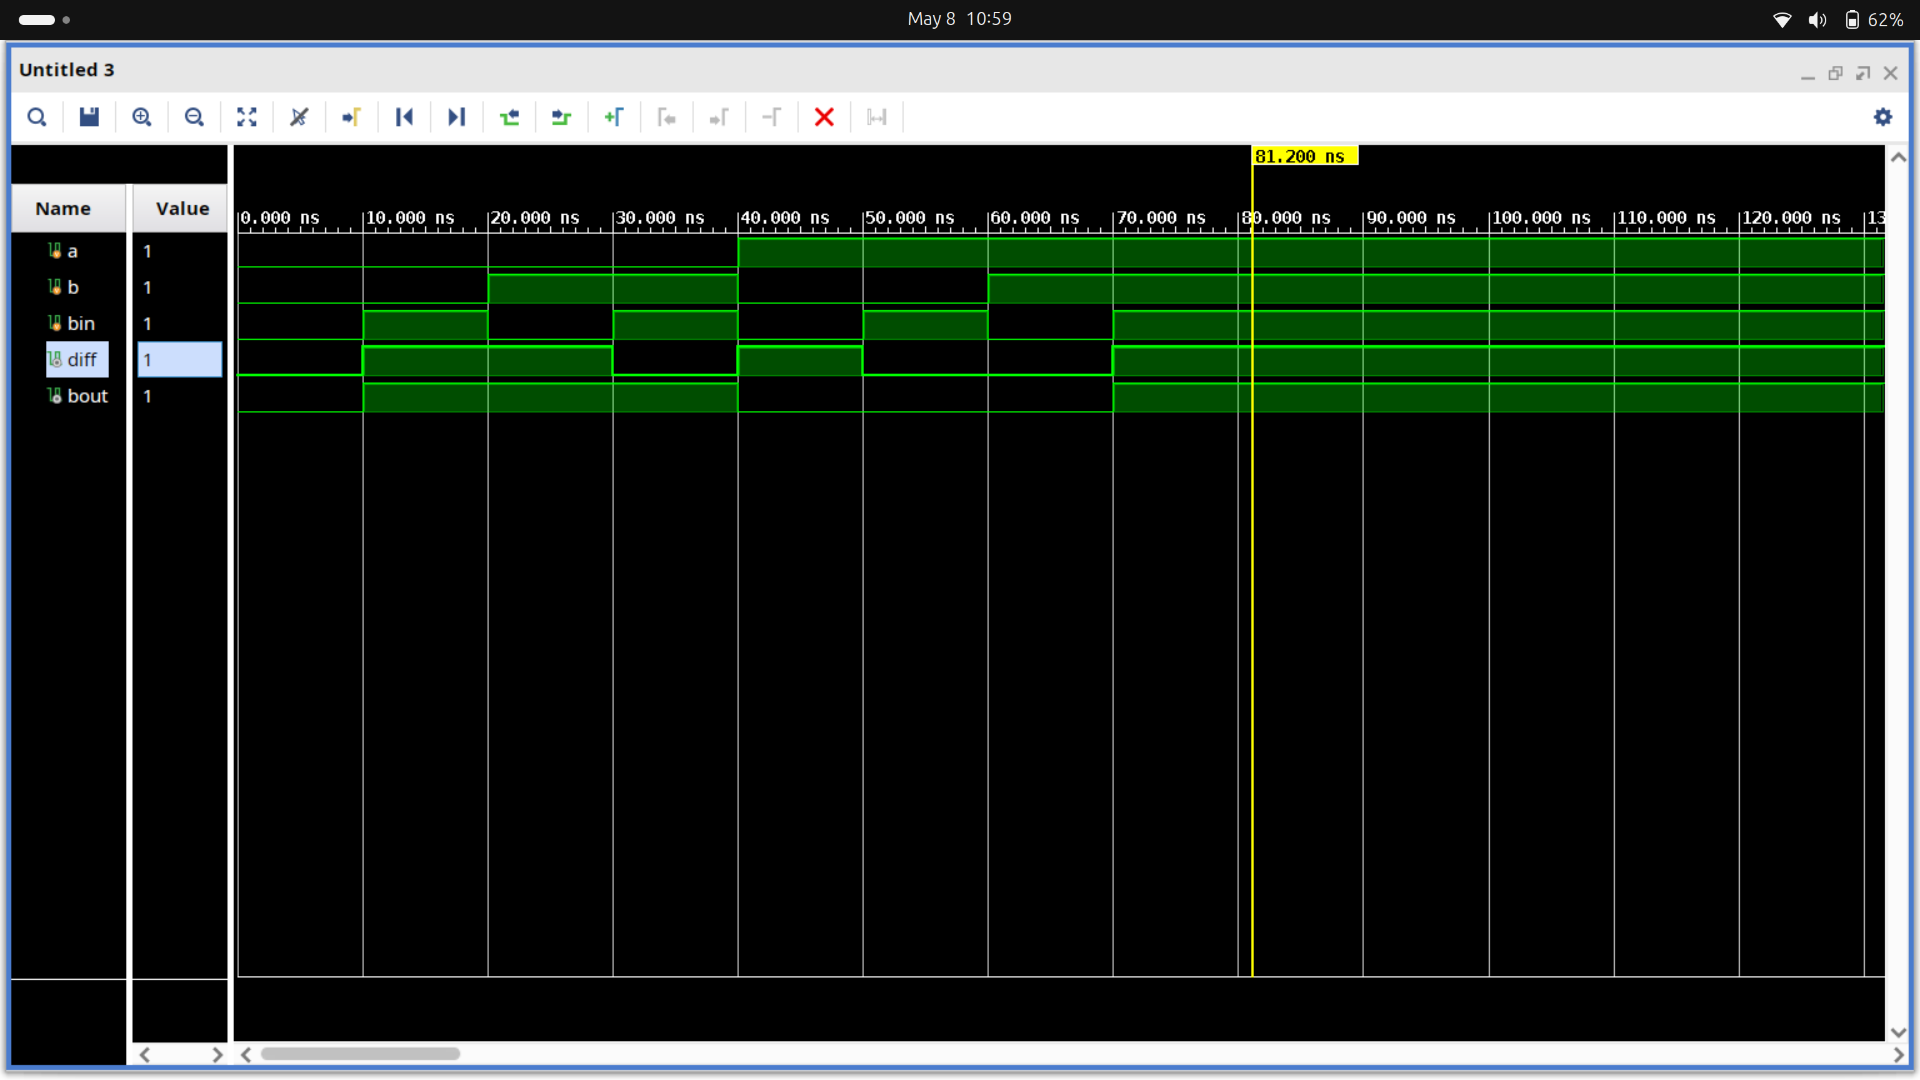 May 8 10:59
62%
Untitled 3
81.200 ns
Name Value
0.000 ns 10.000 ns 20.000 ns 30.000 ns 40.000 ns 50.000 ns 60.000 ns 70.000 ns 80.000 ns 90.000 ns 100.000 ns 110.000 ns 120.000 ns 13
a 1
b 1
bin 1
diff 1
bout 1